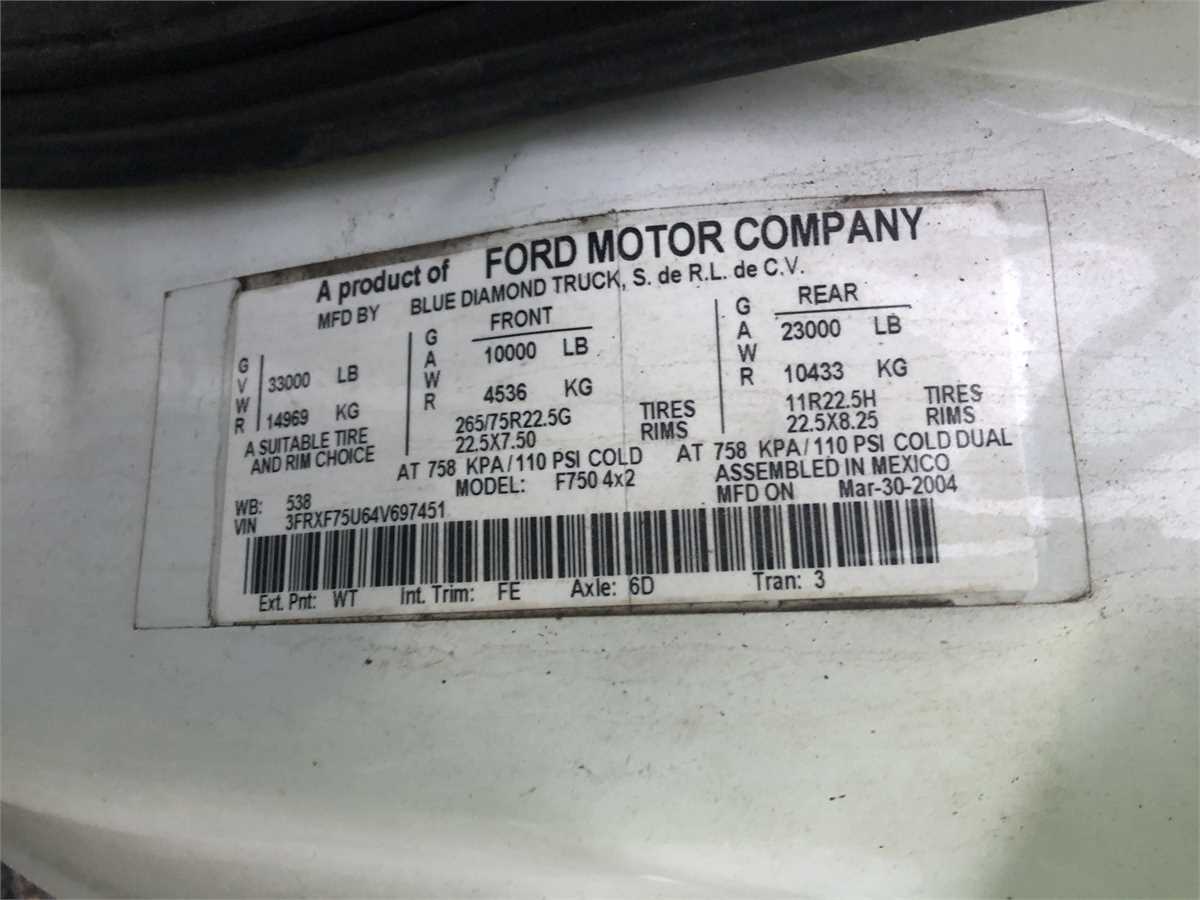 A product of FORD MOTOR COMPANY
MFD BY BLUE DIAMOND TRUCK, S. de R.L. de C.V.
GVWR
33000 LB
14969 KG
A SUITABLE TIRE
AND RIM CHOICE
GAWR
FRONT
10000 LB
4536 KG
265/75R22.5G TIRES
22.5X7.50 RIMS
AT 758 KPA/110 PSI COLD
GAWR
REAR
23000 LB
10433 KG
11R22.5H TIRES
22.5X8.25 RIMS
AT 758 KPA/110 PSI COLD DUAL
MODEL: F750 4x2
ASSEMBLED IN MEXICO
MFD ON Mar-30-2004
WB: 538
VIN 3FRXF75U64V697451
Ext. Pnt: WT Int. Trim: FE Axle: 6D Tran: 3